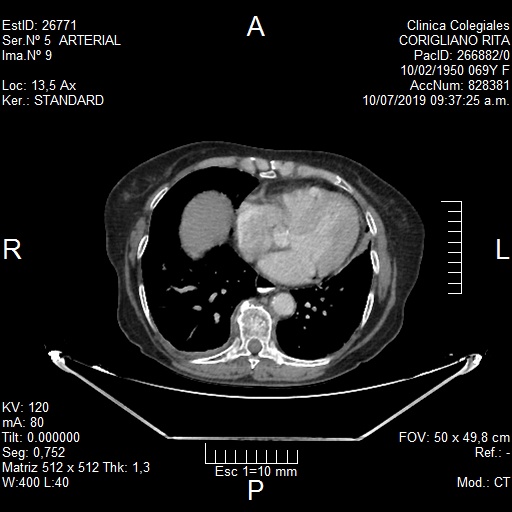 EstID: 26771
Ser.Nº 5 ARTERIAL
Ima.Nº 9
Loc: 13,5 Ax
Ker.: STANDARD
A
Clinica Colegiales
CORIGLIANO RITA
PacID: 266882/0
10/02/1950 069Y F
AccNum: 828381
10/07/2019 09:37:25 a.m.
R
L
KV: 120
mA: 80
Tilt: 0.000000
Seg: 0,752
Matriz 512 x 512 Thk: 1,3
W:400 L:40
Esc 1=10 mm
P
FOV: 50 x 49,8 cm
Ref.: -
Mod.: CT